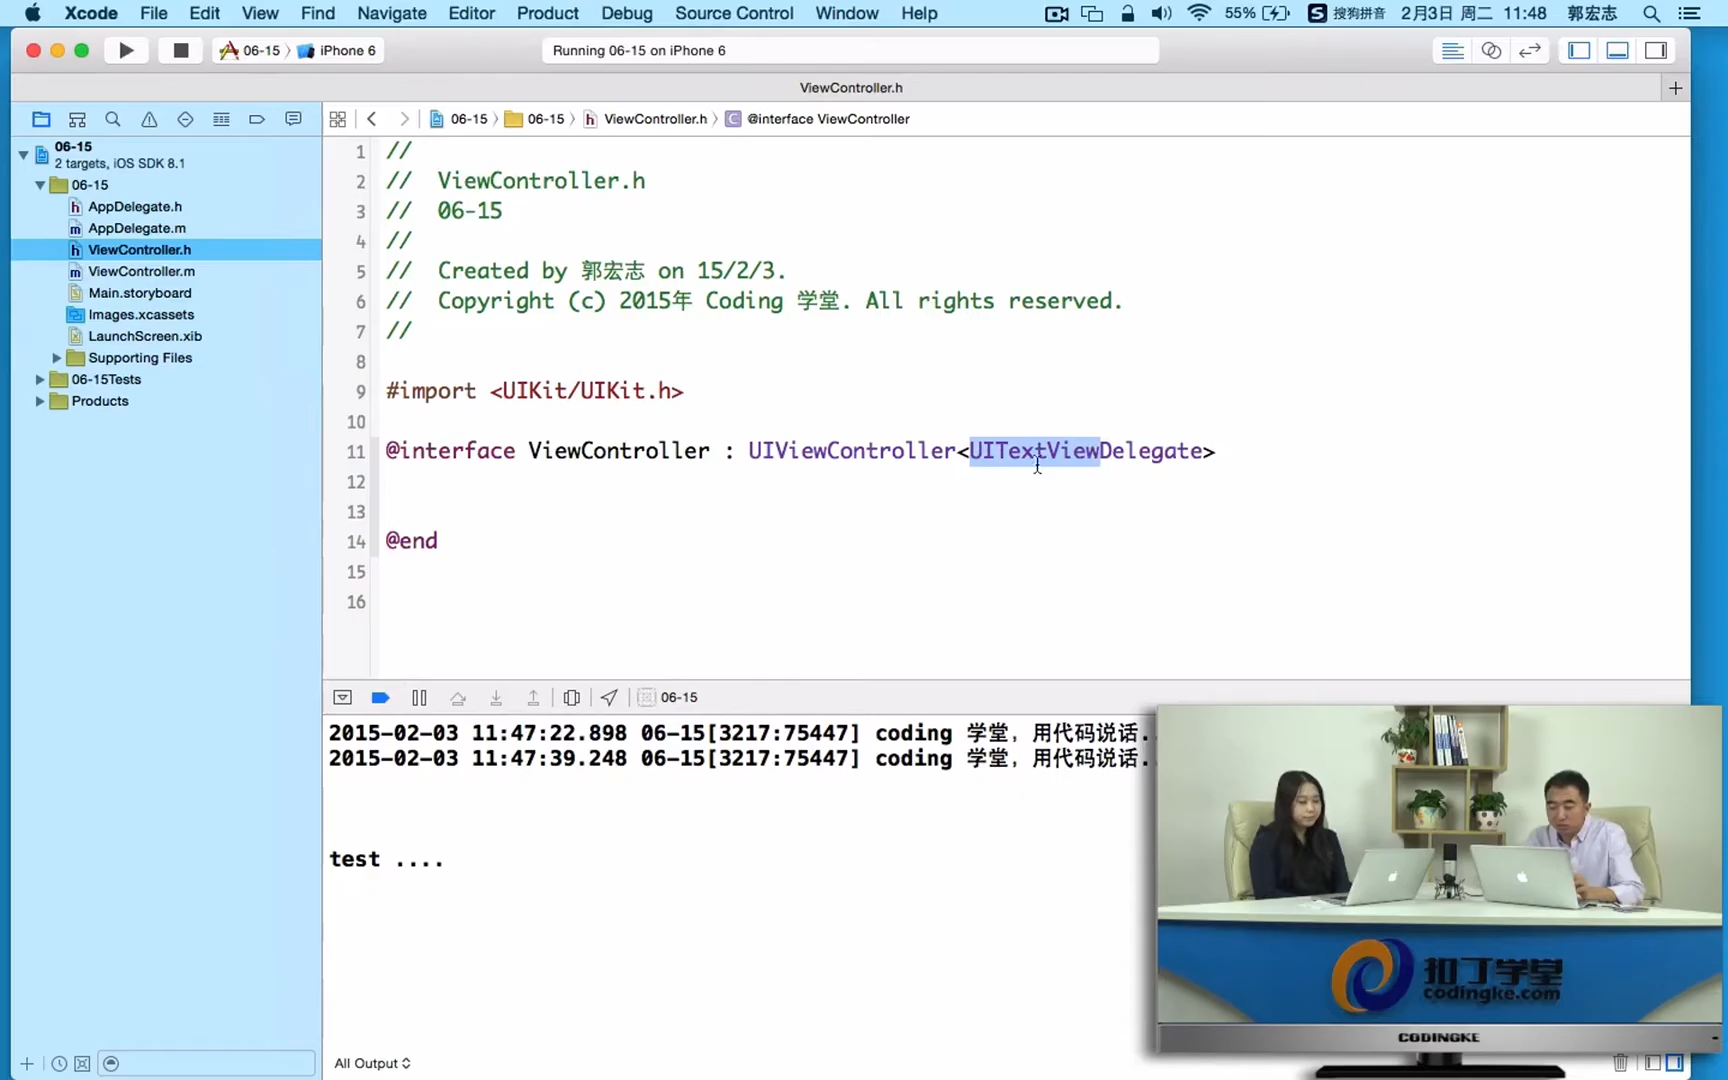 Xcode File Edit View Find Navigate Editor Product Debug Source Control Window Help 55% S 搜狗拼音 2月3日 周二 11:48 郭宏志
06-15 iPhone 6 Running 06-15 on iPhone 6
ViewController.h
06-15 06-15 ViewController.h @interface ViewController
06-15
2 targets, iOS SDK 8.1
06-15
AppDelegate.h
AppDelegate.m
ViewController.h
ViewController.m
Main.storyboard
Images.xcassets
LaunchScreen.xib
Supporting Files
06-15Tests
Products
1 //
2 // ViewController.h
3 // 06-15
4 //
5 // Created by 郭宏志 on 15/2/3.
6 // Copyright (c) 2015年 Coding 学堂. All rights reserved.
7 //
8
9 #import <UIKit/UIKit.h>
10
11 @interface ViewController : UIViewController<UITextViewDelegate>
12
13
14 @end
15
16
06-15
2015-02-03 11:47:22.898 06-15[3217:75447] coding 学堂，用代码说话.
2015-02-03 11:47:39.248 06-15[3217:75447] coding 学堂，用代码说话.
test ....
All Output
扣丁学堂
codingke.com
CODINGKE